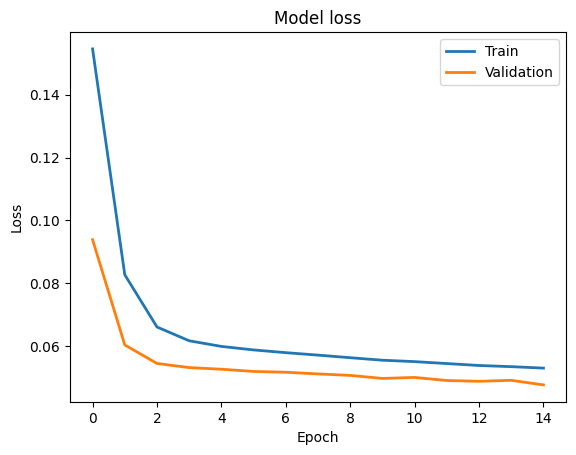 Model loss
Train
Validation
0.14
0.12
0.10
0.08
0.06
Loss
0 2 4 6 8 10 12 14
Epoch